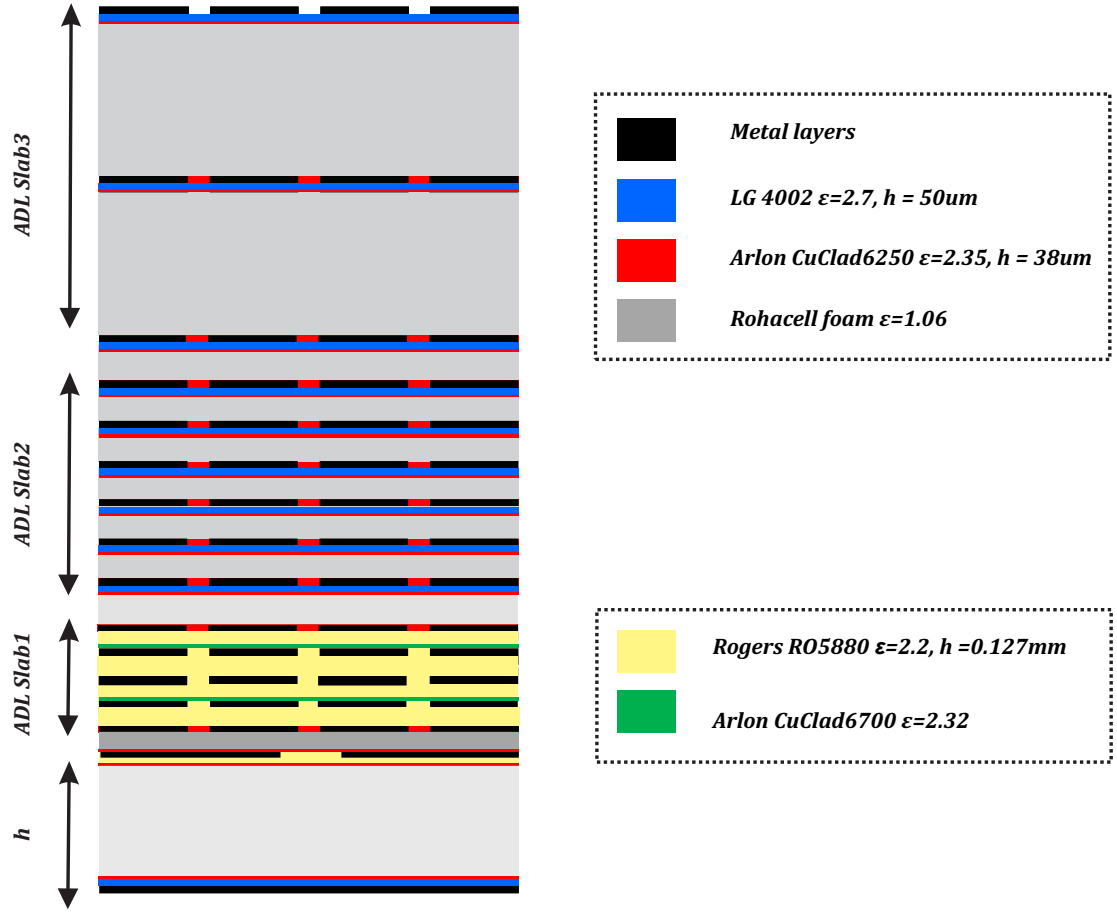 ADL Slab3
ADL Slab2
ADL Slab1
h
Metal layers
LG 4002 ε=2.7, h = 50um
Arlon CuClad6250 ε=2.35, h = 38um
Rohacell foam ε=1.06
Rogers RO5880 ε=2.2, h =0.127mm
Arlon CuClad6700 ε=2.32